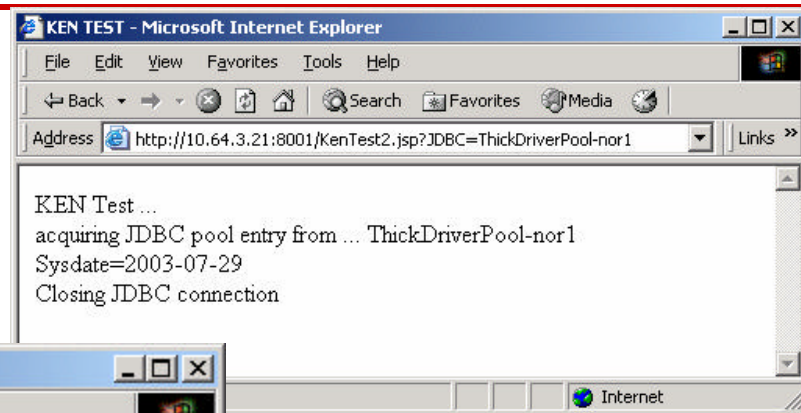 KEN TEST - Microsoft Internet Explorer
File Edit View Favorites Tools Help
Back Search Favorites Media
Address http://10.64.3.21:8001/KenTest2.jsp?JDBC=ThickDriverPool-nor1 Links »
KEN Test ...
acquiring JDBC pool entry from ... ThickDriverPool-nor1
Sysdate=2003-07-29
Closing JDBC connection
Internet